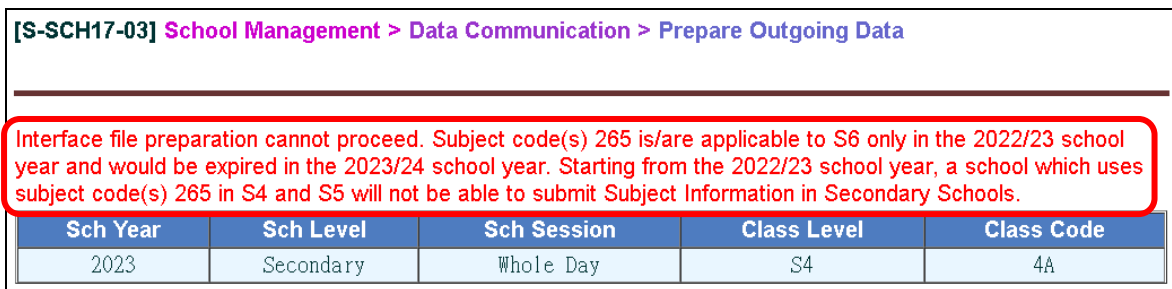 [S-SCH17-03] School Management > Data Communication > Prepare Outgoing Data
Interface file preparation cannot proceed. Subject code(s) 265 is/are applicable to S6 only in the 2022/23 school
year and would be expired in the 2023/24 school year. Starting from the 2022/23 school year, a school which uses
subject code(s) 265 in S4 and S5 will not be able to submit Subject Information in Secondary Schools.
Sch Year Sch Level Sch Session Class Level Class Code
2023 Secondary Whole Day S4 4A